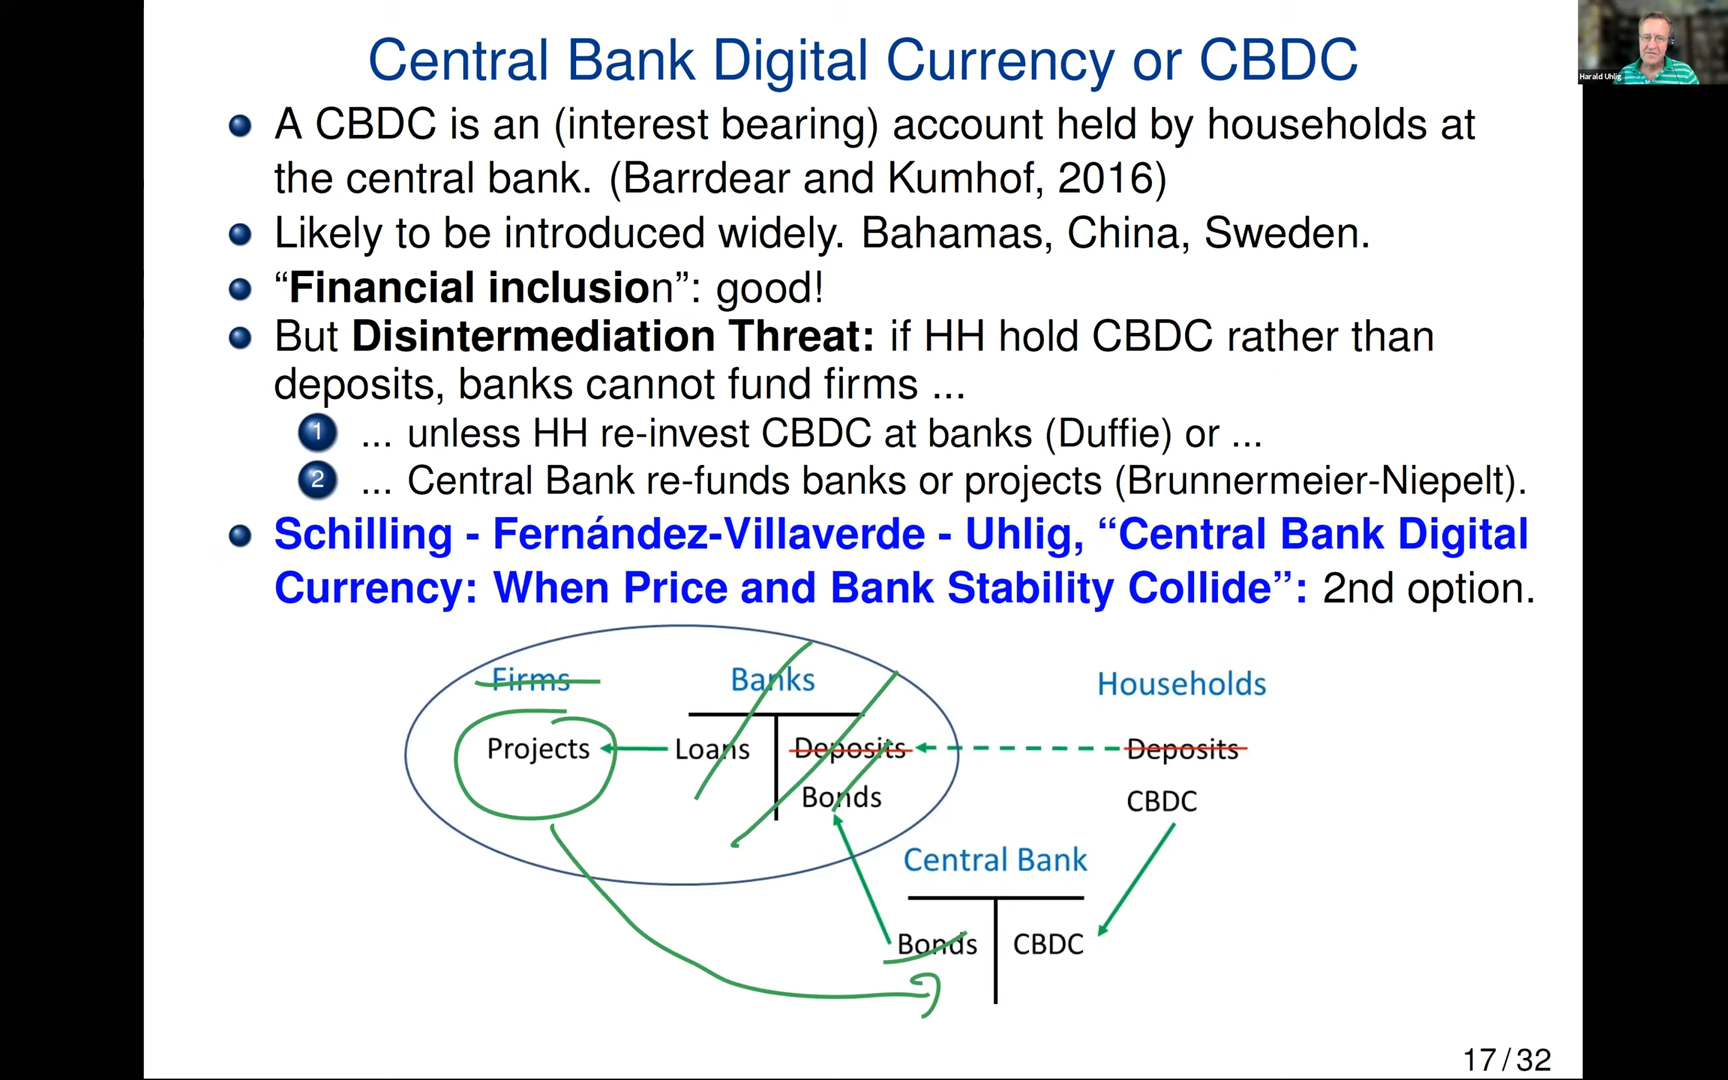 Central Bank Digital Currency or CBDC
Harald Uhlig
A CBDC is an (interest bearing) account held by households at
the central bank. (Barrdear and Kumhof, 2016)
Likely to be introduced widely. Bahamas, China, Sweden.
“Financial inclusion”: good!
But Disintermediation Threat: if HH hold CBDC rather than
deposits, banks cannot fund firms ...
1 ... unless HH re-invest CBDC at banks (Duffie) or ...
2 ... Central Bank re-funds banks or projects (Brunnermeier-Niepelt).
Schilling - Fernández-Villaverde - Uhlig, “Central Bank Digital
Currency: When Price and Bank Stability Collide”: 2nd option.
Firms Banks Households
Projects Loans Deposits Deposits
Bonds CBDC
Central Bank
Bonds CBDC
17 / 32